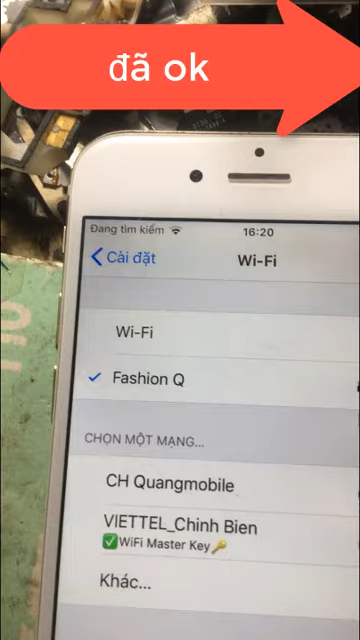 đã ok
Đang tìm kiếm 16:20
Cài đặt Wi-Fi
Wi-Fi
Fashion Q
CHỌN MỘT MẠNG...
CH Quangmobile
VIETTEL_Chinh Bien
✅WiFi Master Key🔑
Khác...